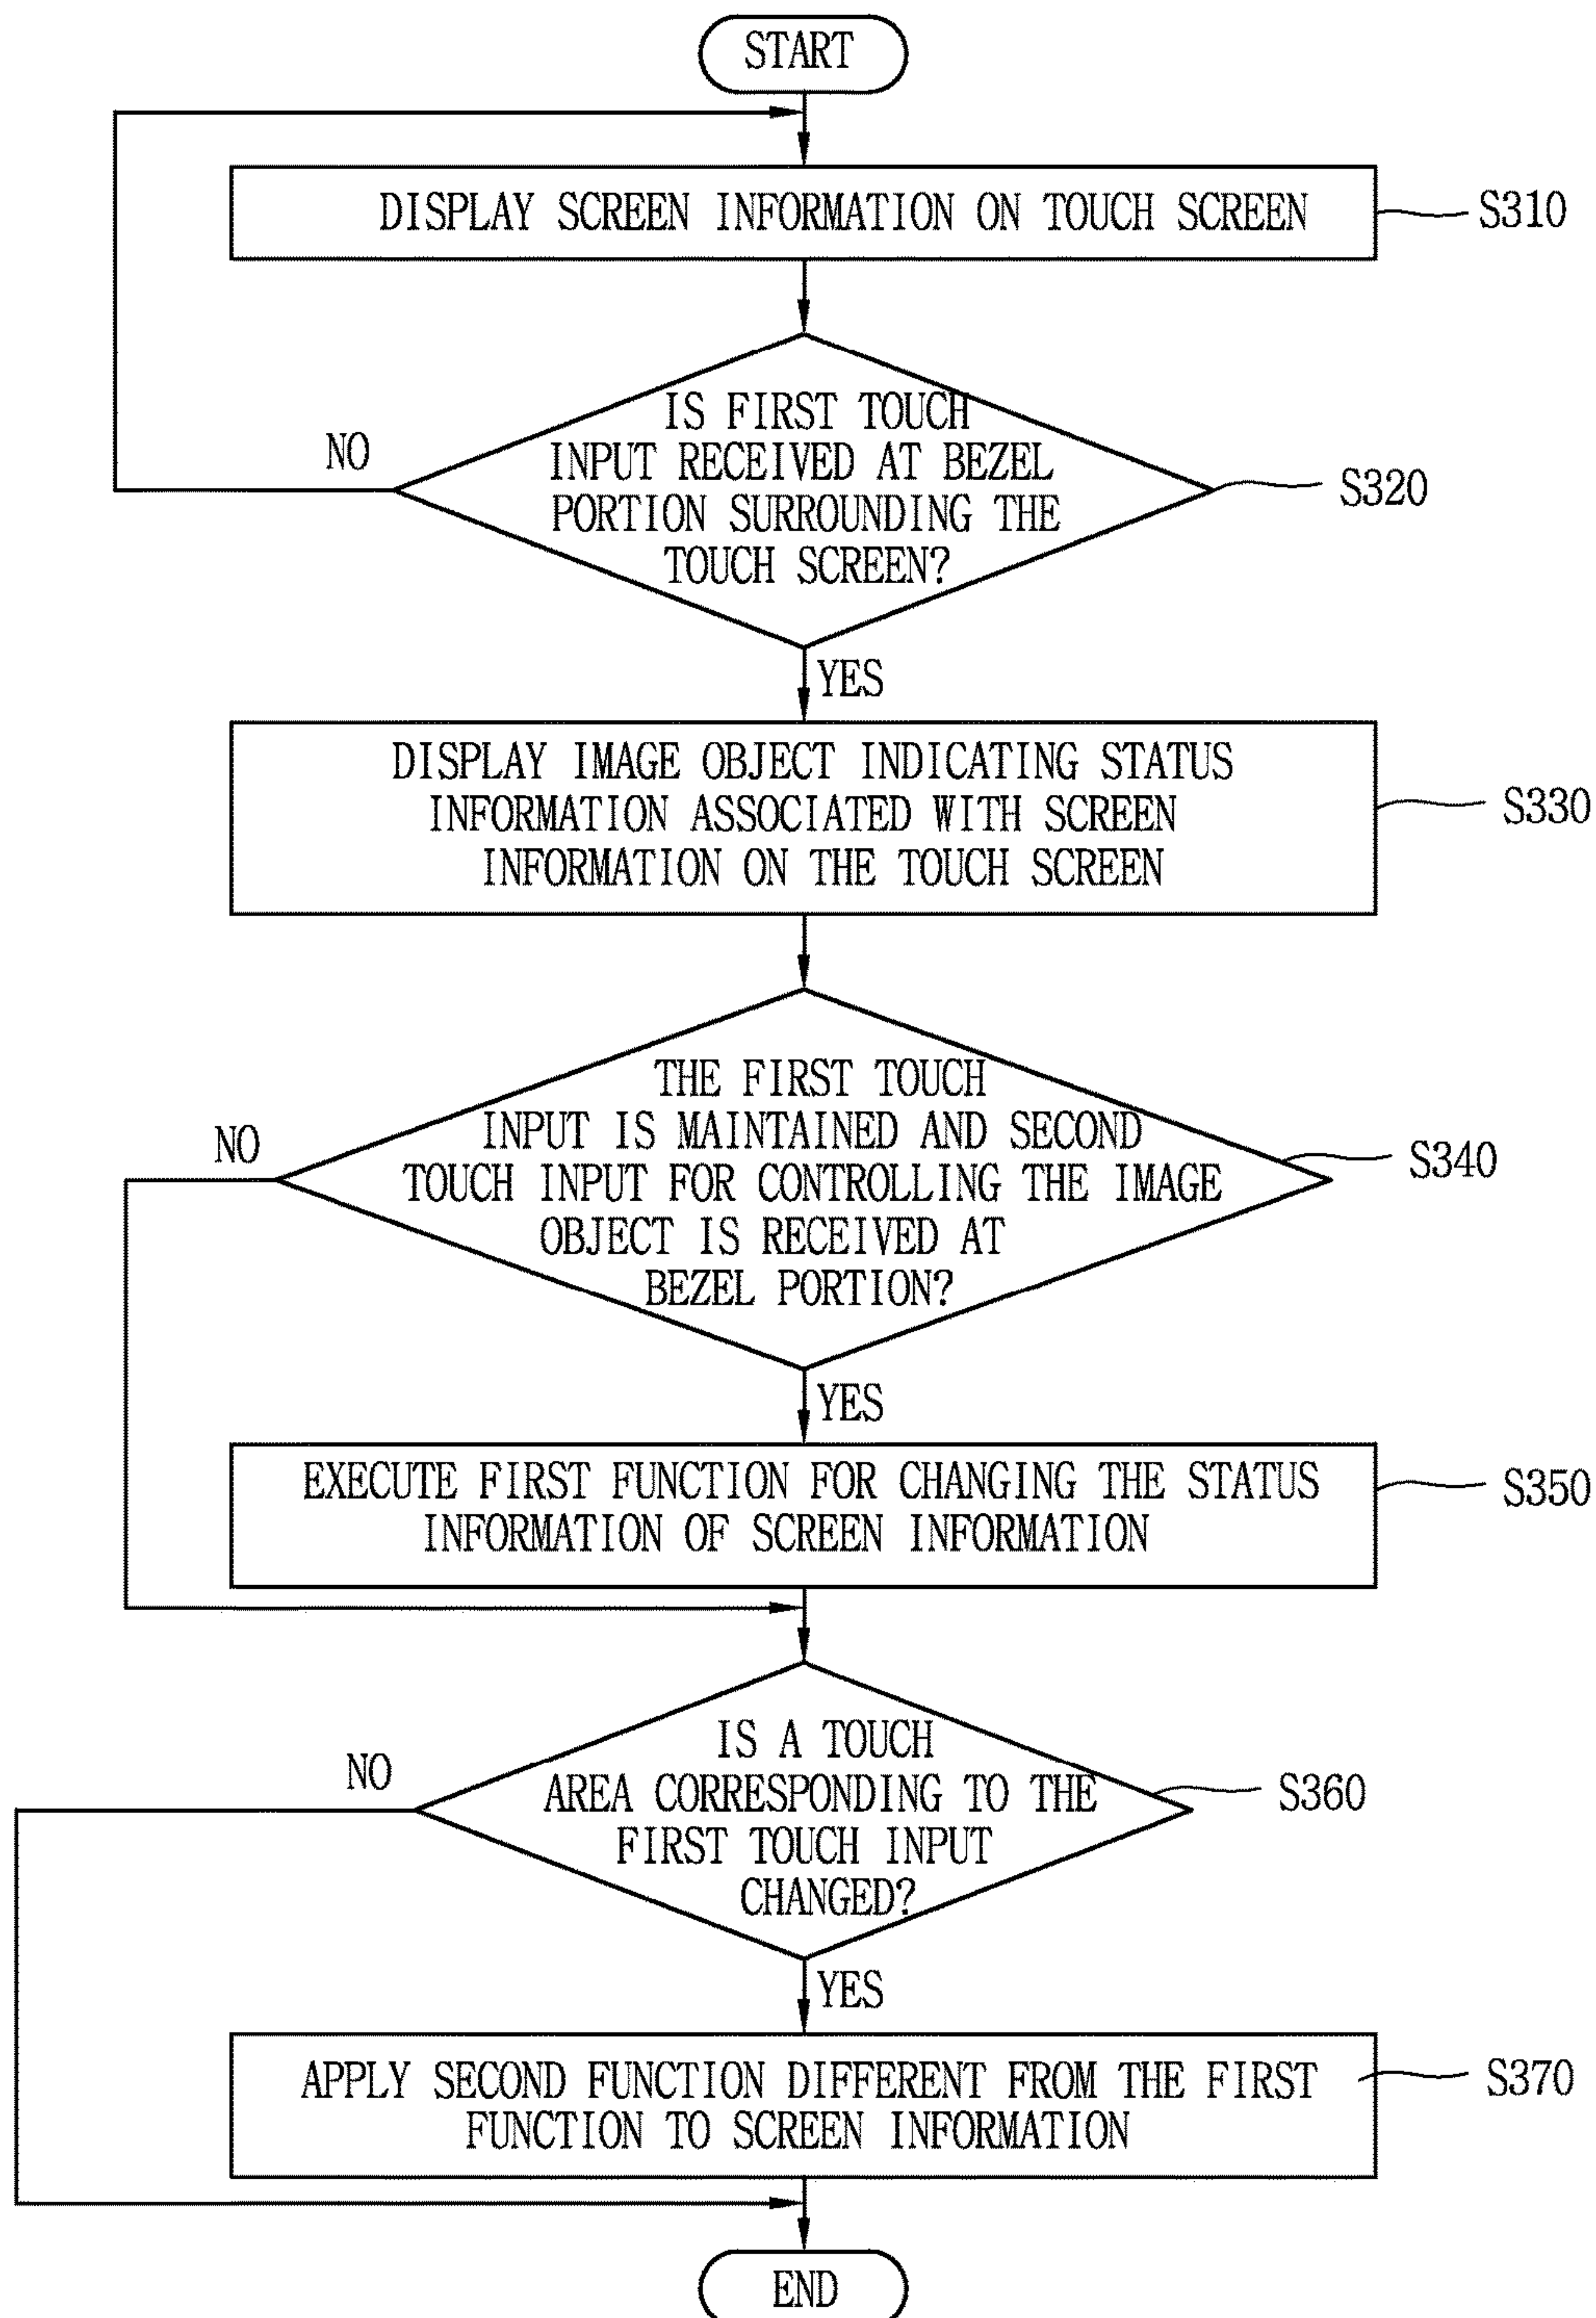 START
DISPLAY SCREEN INFORMATION ON TOUCH SCREEN
S310
IS FIRST TOUCH
INPUT RECEIVED AT BEZEL
PORTION SURROUNDING THE
TOUCH SCREEN?
NO
S320
YES
DISPLAY IMAGE OBJECT INDICATING STATUS
INFORMATION ASSOCIATED WITH SCREEN
INFORMATION ON THE TOUCH SCREEN
S330
THE FIRST TOUCH
INPUT IS MAINTAINED AND SECOND
TOUCH INPUT FOR CONTROLLING THE IMAGE
OBJECT IS RECEIVED AT
BEZEL PORTION?
NO
S340
YES
EXECUTE FIRST FUNCTION FOR CHANGING THE STATUS
INFORMATION OF SCREEN INFORMATION
S350
IS A TOUCH
AREA CORRESPONDING TO THE
FIRST TOUCH INPUT
CHANGED?
NO
S360
YES
APPLY SECOND FUNCTION DIFFERENT FROM THE FIRST
FUNCTION TO SCREEN INFORMATION
S370
END